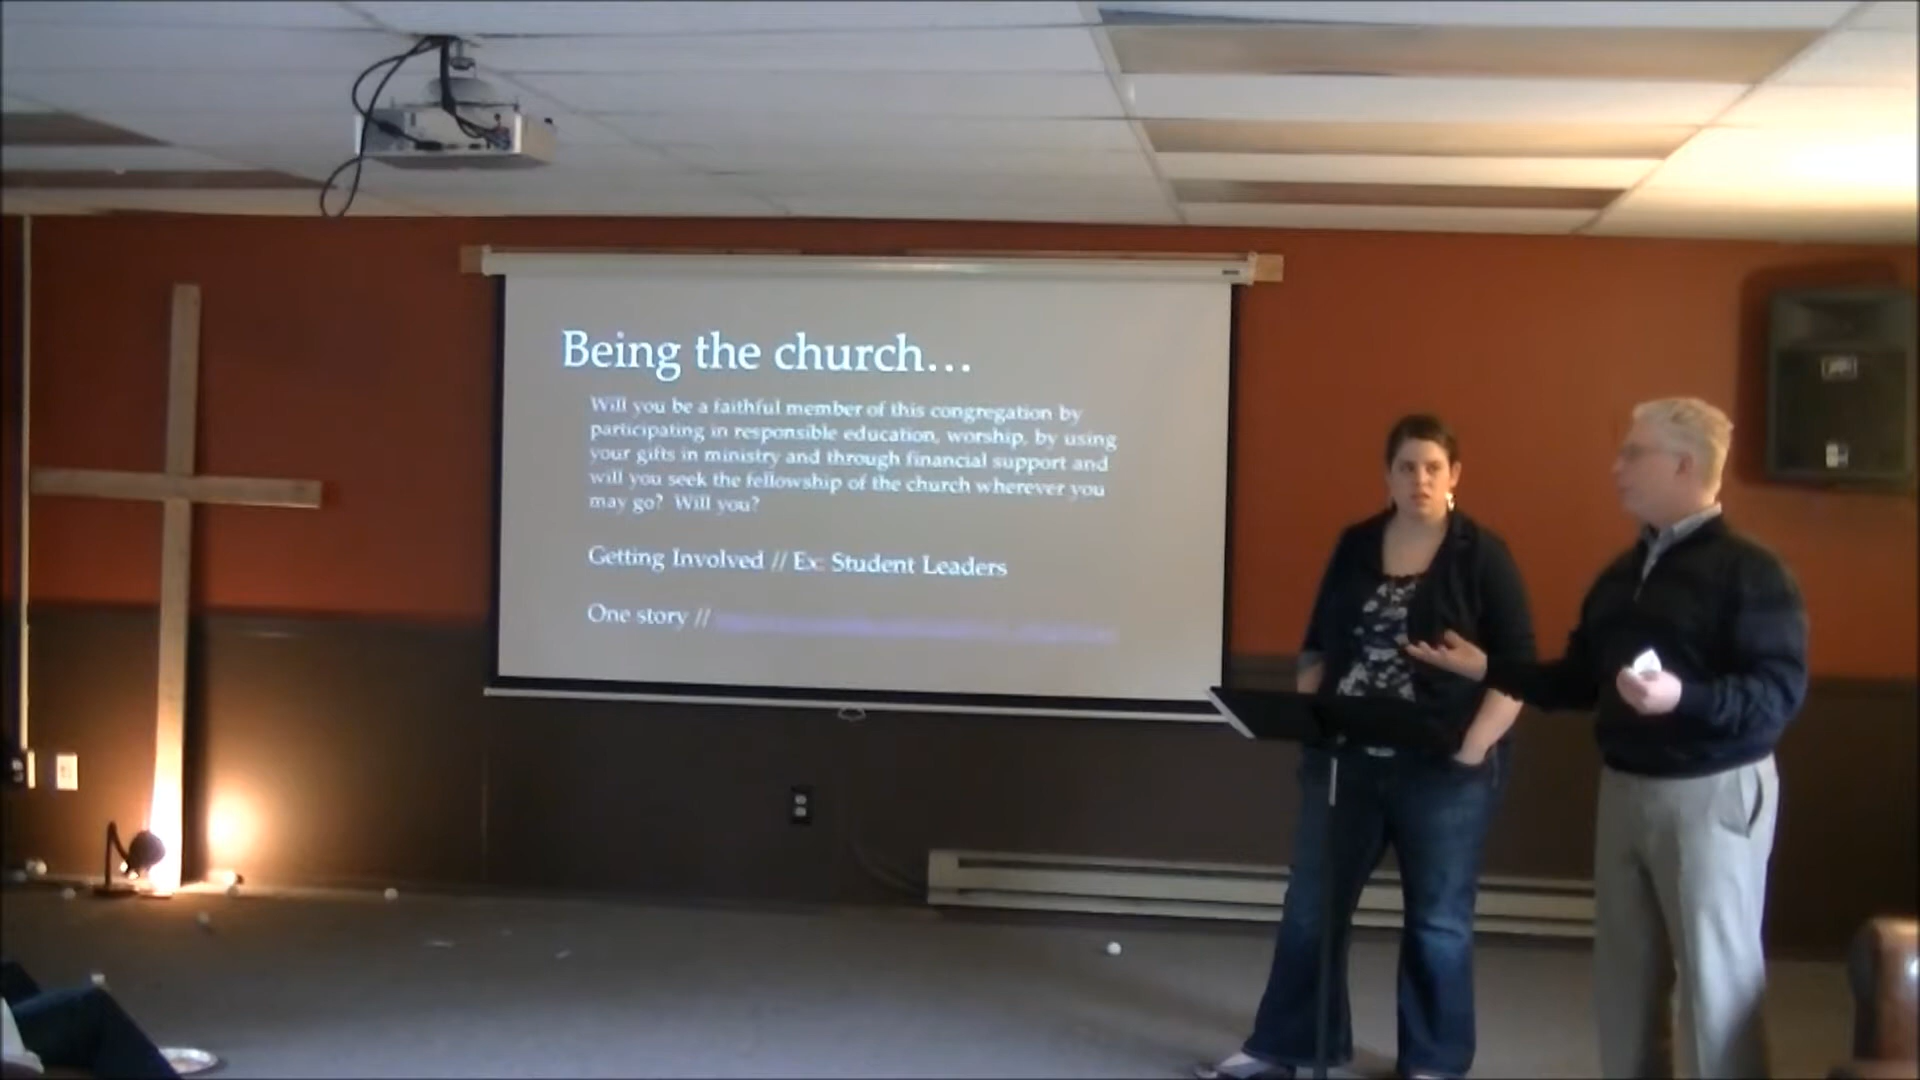 Being the church...
Will you be a faithful member of this congregation by
participating in responsible education, worship, by using
your gifts in ministry and through financial support and
will you seek the fellowship of the church wherever you
may go? Will you?
Getting Involved // Ex: Student Leaders
One story //